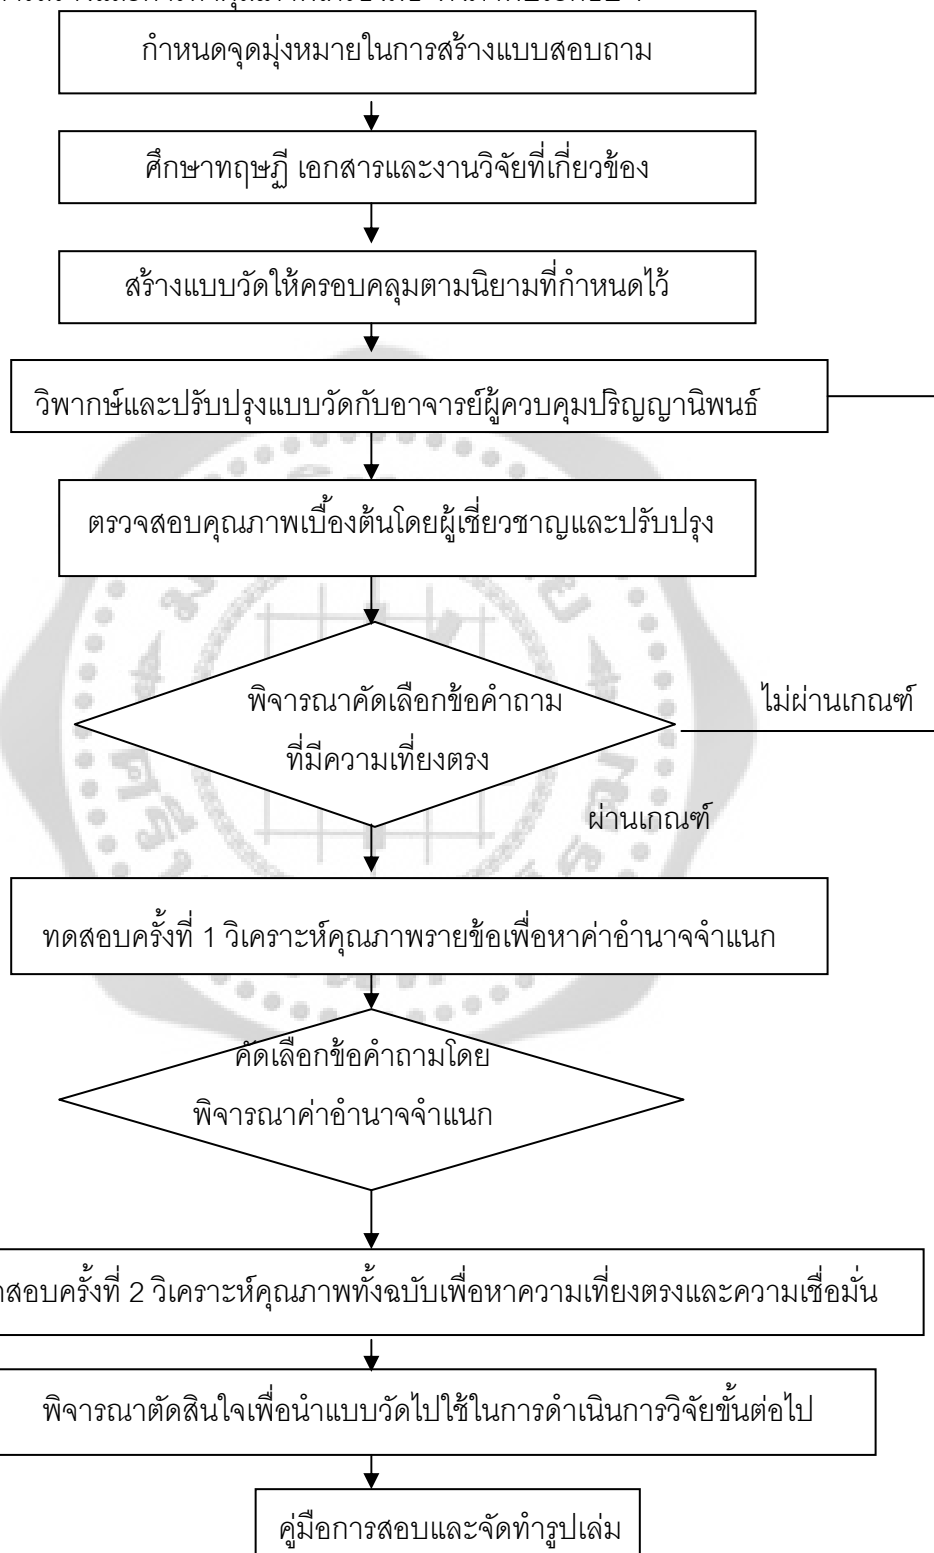 กำหนดจุดมุ่งหมายในการสร้างแบบสอบถาม
ศึกษาทฤษฎี เอกสารและงานวิจัยที่เกี่ยวข้อง
สร้างแบบวัดให้ครอบคลุมตามนิยามที่กำหนดไว้
วิพากษ์และปรับปรุงแบบวัดกับอาจารย์ผู้ควบคุมปริญญานิพนธ์
ตรวจสอบคุณภาพเบื้องต้นโดยผู้เชี่ยวชาญและปรับปรุง
พิจารณาคัดเลือกข้อคำถาม
ที่มีความเที่ยงตรง
ไม่ผ่านเกณฑ์
ผ่านเกณฑ์
ทดสอบครั้งที่ 1 วิเคราะห์คุณภาพรายข้อเพื่อหาค่าอำนาจจำแนก
คัดเลือกข้อคำถามโดย
พิจารณาค่าอำนาจจำแนก
สอบครั้งที่ 2 วิเคราะห์คุณภาพทั้งฉบับเพื่อหาความเที่ยงตรงและความเชื่อมั่น
พิจารณาตัดสินใจเพื่อนำแบบวัดไปใช้ในการดำเนินการวิจัยขั้นต่อไป
คู่มือการสอบและจัดทำรูปเล่ม